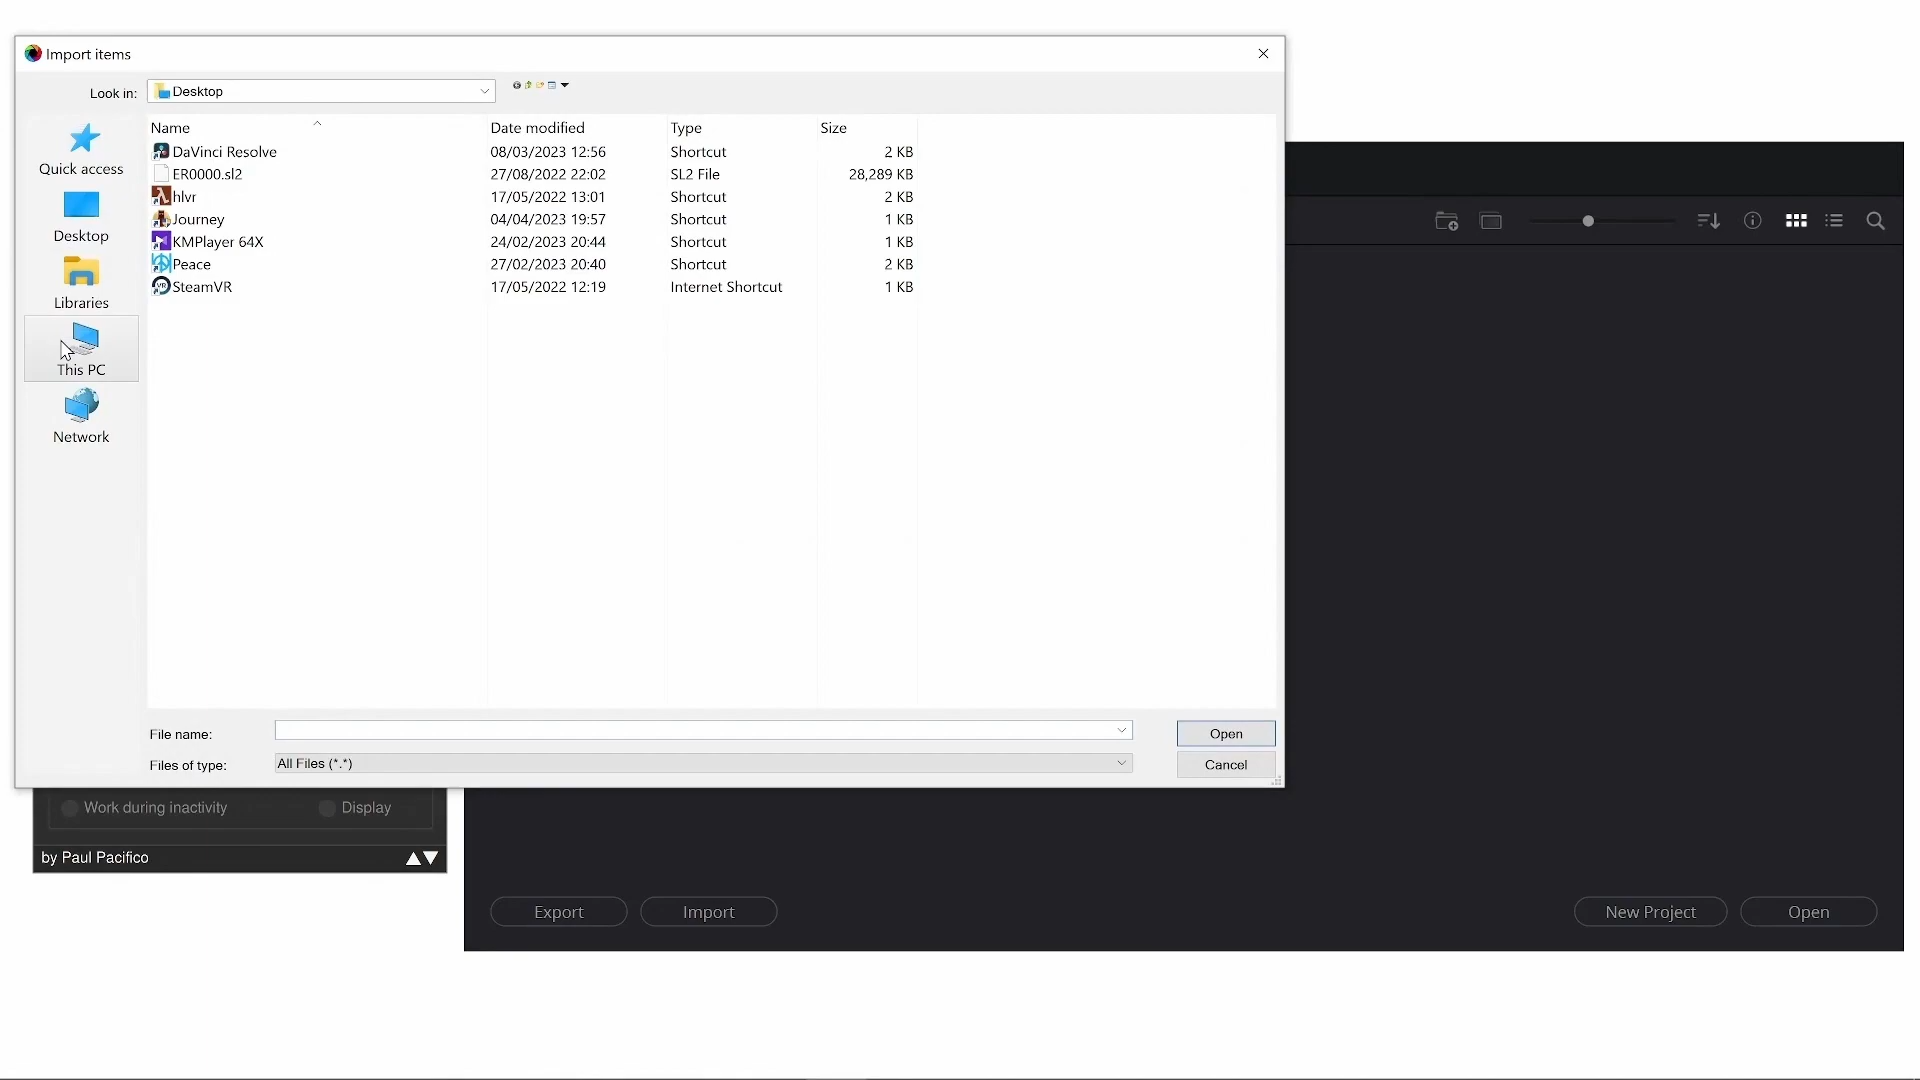 Import items
Look in: Desktop
Name Date modified Type Size
DaVinci Resolve 08/03/2023 12:56 Shortcut 2 KB
ER0000.sl2 27/08/2022 22:02 SL2 File 28,289 KB
hlvr 17/05/2022 13:01 Shortcut 2 KB
Journey 04/04/2023 19:57 Shortcut 1 KB
KMPlayer 64X 24/02/2023 20:44 Shortcut 1 KB
Peace 27/02/2023 20:40 Shortcut 2 KB
SteamVR 17/05/2022 12:19 Internet Shortcut 1 KB
Quick access
Desktop
Libraries
This PC
Network
File name: Open
Files of type: All Files (*.*) Cancel
Work during inactivity Display
by Paul Pacifico
Export Import New Project Open